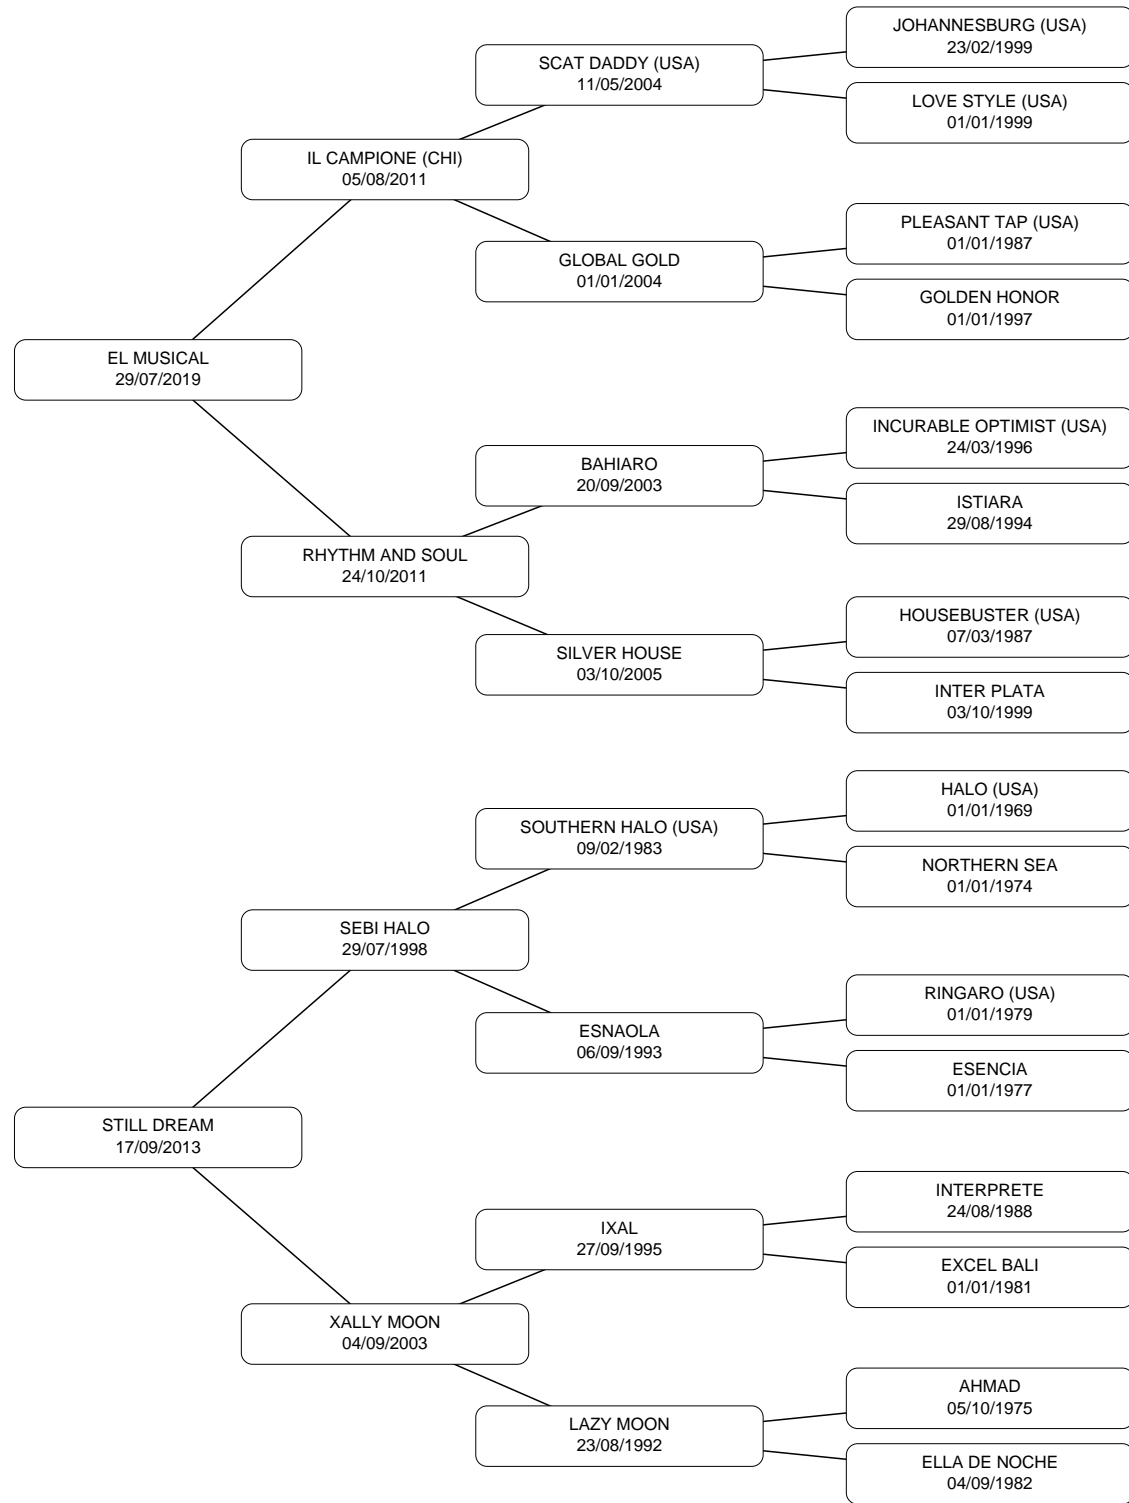 JOHANNESBURG (USA)
23/02/1999
SCAT DADDY (USA)
11/05/2004
LOVE STYLE (USA)
01/01/1999
IL CAMPIONE (CHI)
05/08/2011
PLEASANT TAP (USA)
01/01/1987
GLOBAL GOLD
01/01/2004
GOLDEN HONOR
01/01/1997
EL MUSICAL
29/07/2019
INCURABLE OPTIMIST (USA)
24/03/1996
BAHIARO
20/09/2003
ISTIARA
29/08/1994
RHYTHM AND SOUL
24/10/2011
HOUSEBUSTER (USA)
07/03/1987
SILVER HOUSE
03/10/2005
INTER PLATA
03/10/1999
HALO (USA)
01/01/1969
SOUTHERN HALO (USA)
09/02/1983
NORTHERN SEA
01/01/1974
SEBI HALO
29/07/1998
RINGARO (USA)
01/01/1979
ESNAOLA
06/09/1993
ESENCIA
01/01/1977
STILL DREAM
17/09/2013
INTERPRETE
24/08/1988
IXAL
27/09/1995
EXCEL BALI
01/01/1981
XALLY MOON
04/09/2003
AHMAD
05/10/1975
LAZY MOON
23/08/1992
ELLA DE NOCHE
04/09/1982